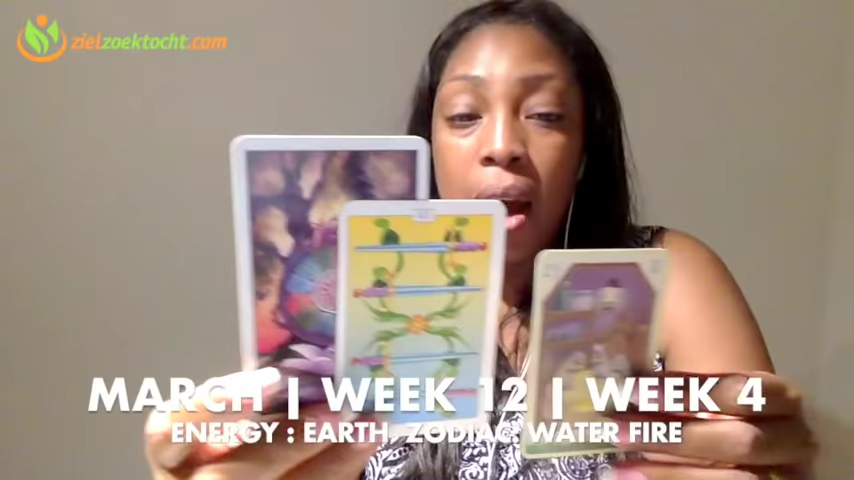 zielzoektocht.com
MARCH | WEEK 12 | WEEK 4
ENERGY : EARTH ZODIAC : WATER FIRE